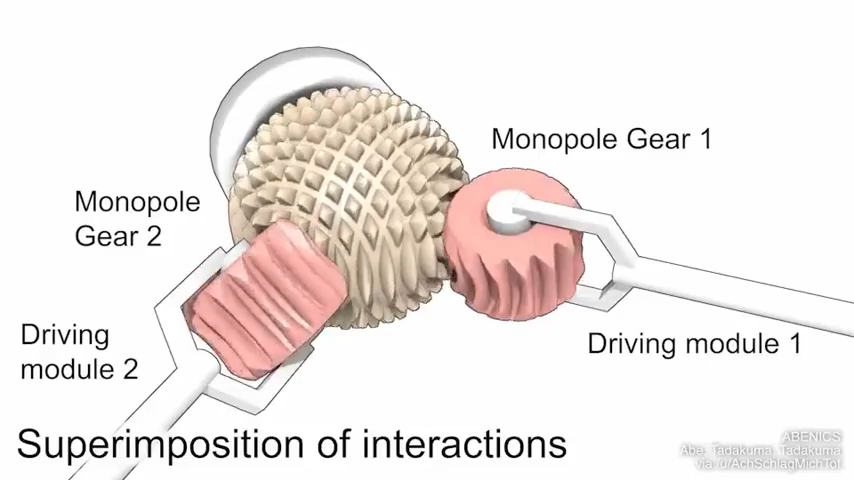 Monopole Gear 1
Monopole
Gear 2
Driving
module 2
Driving module 1
Superimposition of interactions
ABENICS
Abe, Tadakuma, Tadakuma
via: /u/AchSchlagMichTot